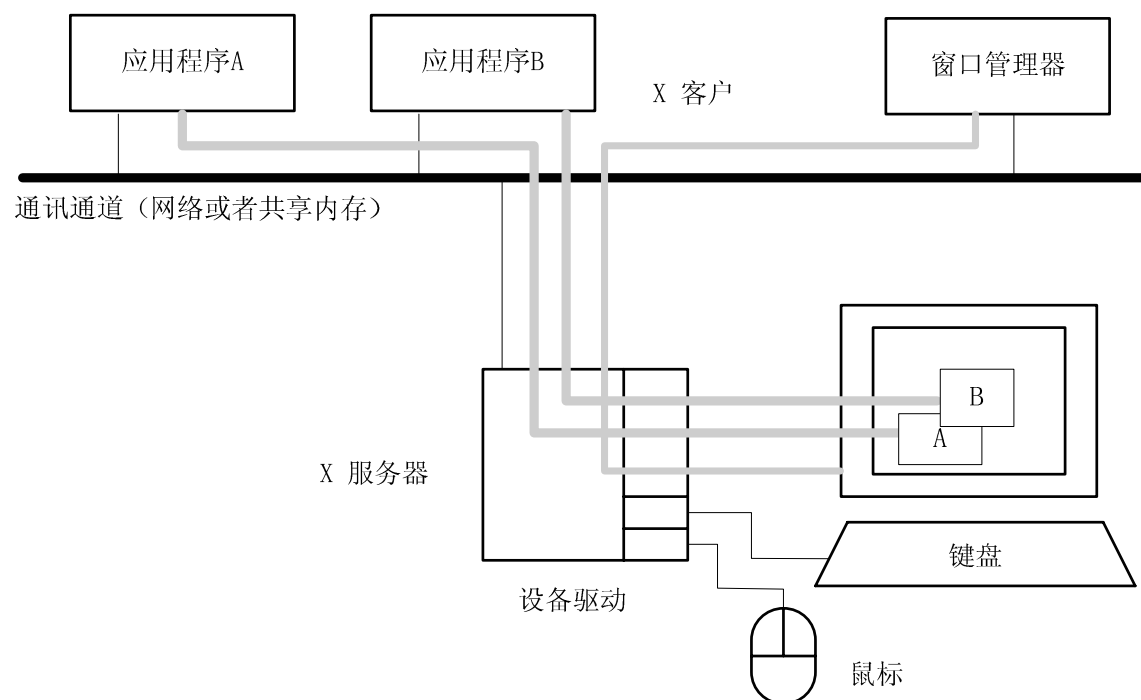 应用程序A
应用程序B
窗口管理器
X 客户
通讯通道（网络或者共享内存）
B
A
X 服务器
键盘
设备驱动
鼠标